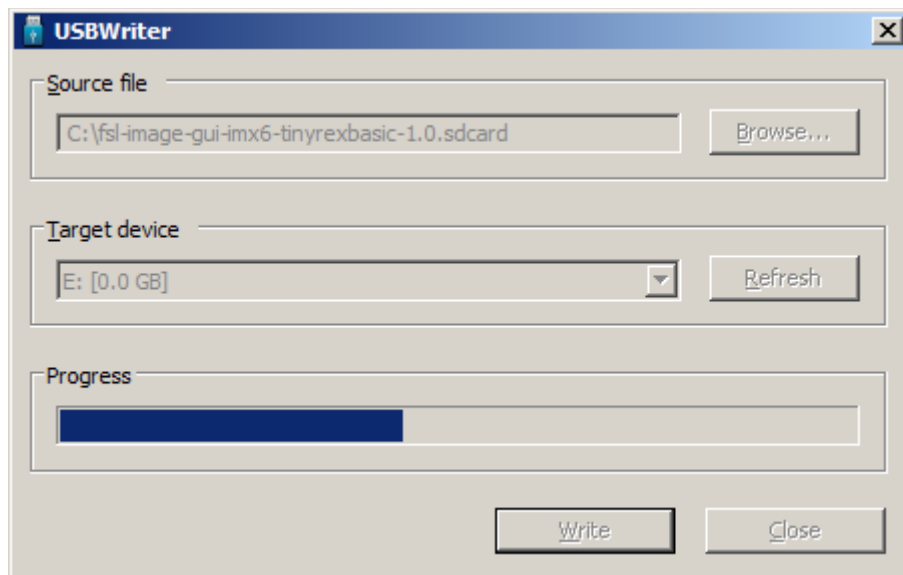 USBWriter
Source file
C:\fsl-image-gui-imx6-tinyrexbasic-1.0.sdcard
Browse...
Target device
E: [0.0 GB]
Refresh
Progress
Write
Close